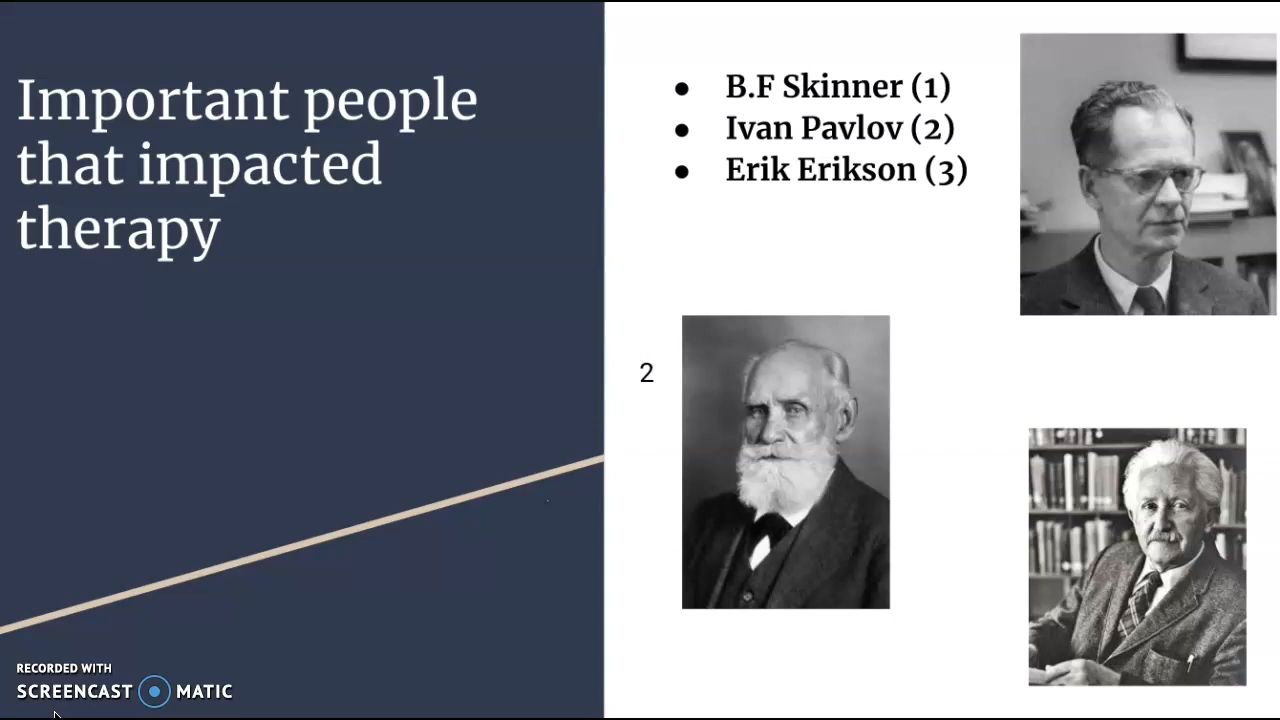 Important people
that impacted
therapy
● B.F Skinner (1)
● Ivan Pavlov (2)
● Erik Erikson (3)
2
RECORDED WITH
SCREENCAST MATIC